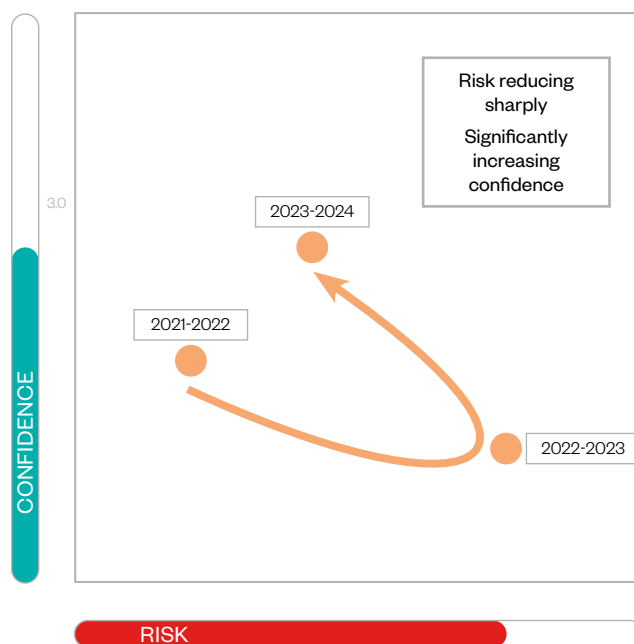 Risk reducing
sharply
Significantly
increasing
confidence
3.0
2023-2024
2021-2022
2022-2023
CONFIDENCE
RISK